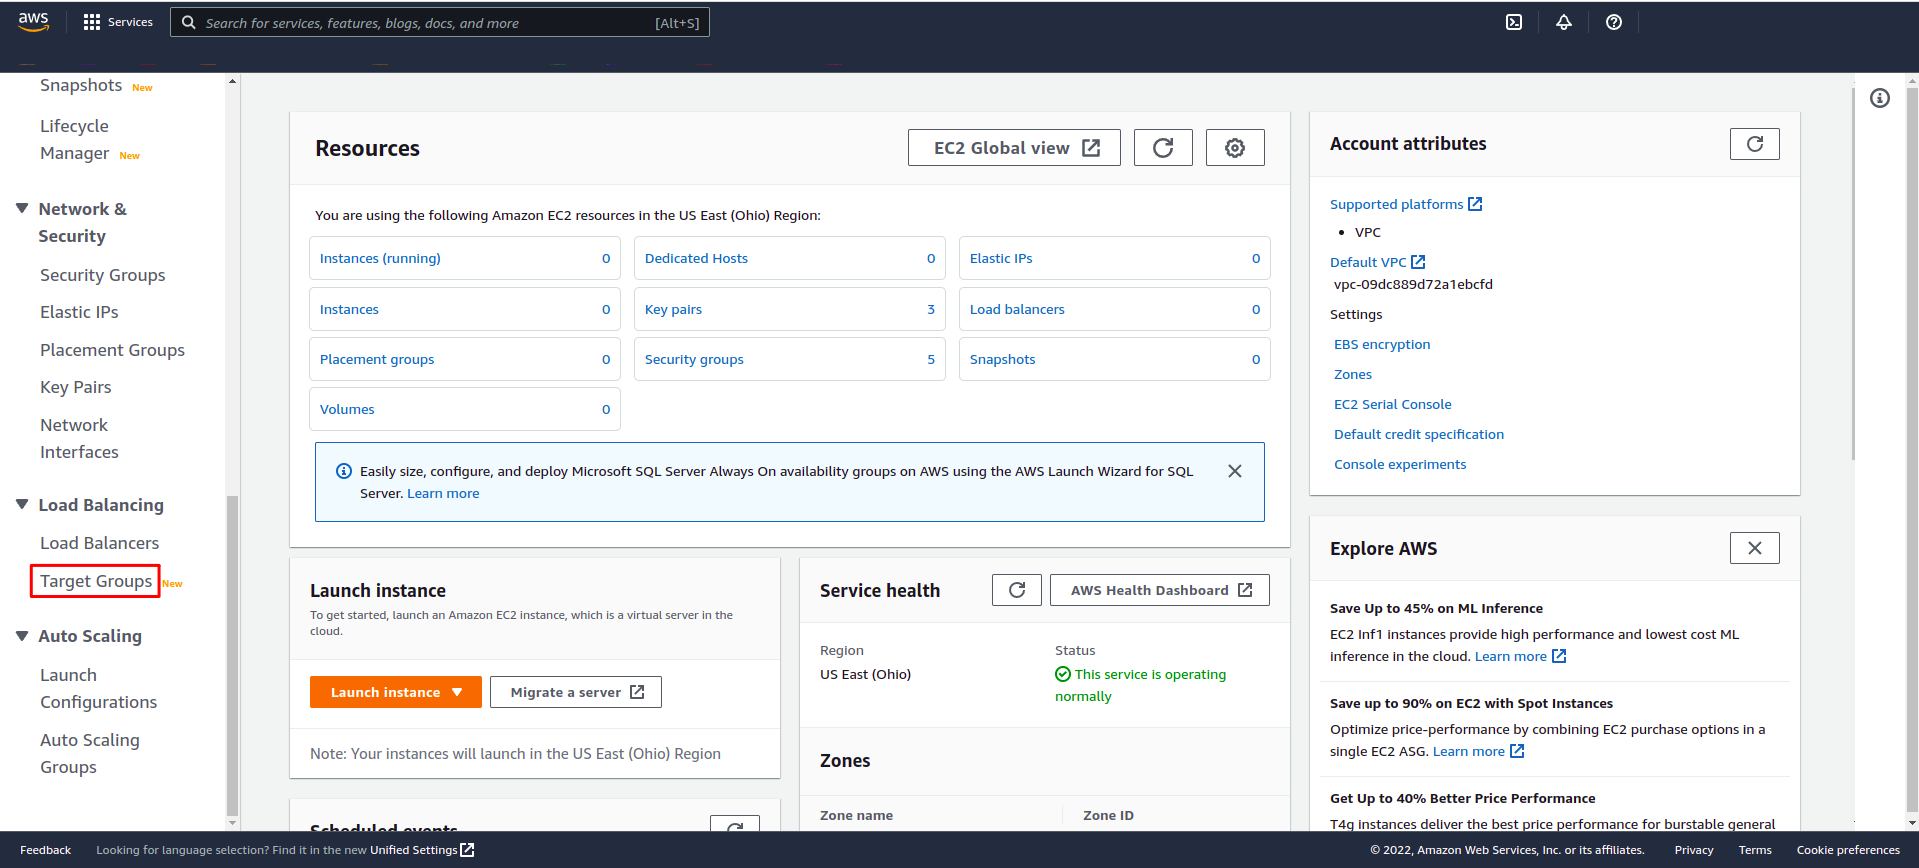 aws
Services
Search for services, features, blogs, docs, and more [Alt+S]
Snapshots New
Lifecycle
Manager New
Network &
Security
Security Groups
Elastic IPs
Placement Groups
Key Pairs
Network
Interfaces
Load Balancing
Load Balancers
Target Groups New
Auto Scaling
Launch
Configurations
Auto Scaling
Groups
Resources
EC2 Global view
You are using the following Amazon EC2 resources in the US East (Ohio) Region:
Instances (running) 0
Dedicated Hosts 0
Elastic IPs 0
Instances 0
Key pairs 3
Load balancers 0
Placement groups 0
Security groups 5
Snapshots 0
Volumes 0
Easily size, configure, and deploy Microsoft SQL Server Always On availability groups on AWS using the AWS Launch Wizard for SQL
Server. Learn more
Launch instance
To get started, launch an Amazon EC2 instance, which is a virtual server in the
cloud.
Launch instance
Migrate a server
Note: Your instances will launch in the US East (Ohio) Region
Scheduled events
Service health
AWS Health Dashboard
Region
US East (Ohio)
Status
This service is operating
normally
Zones
Zone name
Zone ID
Account attributes
Supported platforms
• VPC
Default VPC
vpc-09dc889d72a1ebcfd
Settings
EBS encryption
Zones
EC2 Serial Console
Default credit specification
Console experiments
Explore AWS
Save Up to 45% on ML Inference
EC2 Inf1 instances provide high performance and lowest cost ML
inference in the cloud. Learn more
Save up to 90% on EC2 with Spot Instances
Optimize price-performance by combining EC2 purchase options in a
single EC2 ASG. Learn more
Get Up to 40% Better Price Performance
T4g instances deliver the best price performance for burstable general
Feedback
Looking for language selection? Find it in the new Unified Settings
© 2022, Amazon Web Services, Inc. or its affiliates.
Privacy
Terms
Cookie preferences